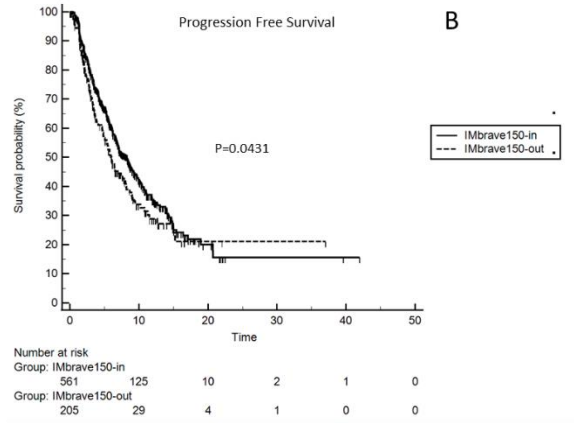 Progression Free Survival
B
100
90
80
70
60
50
40
30
20
10
0
Survival probability (%)
P=0.0431
IMbrave150-in
IMbrave150-out
0 10 20 30 40 50
Time
Number at risk
Group: IMbrave150-in
561 125 10 2 1 0
Group: IMbrave150-out
205 29 4 1 0 0